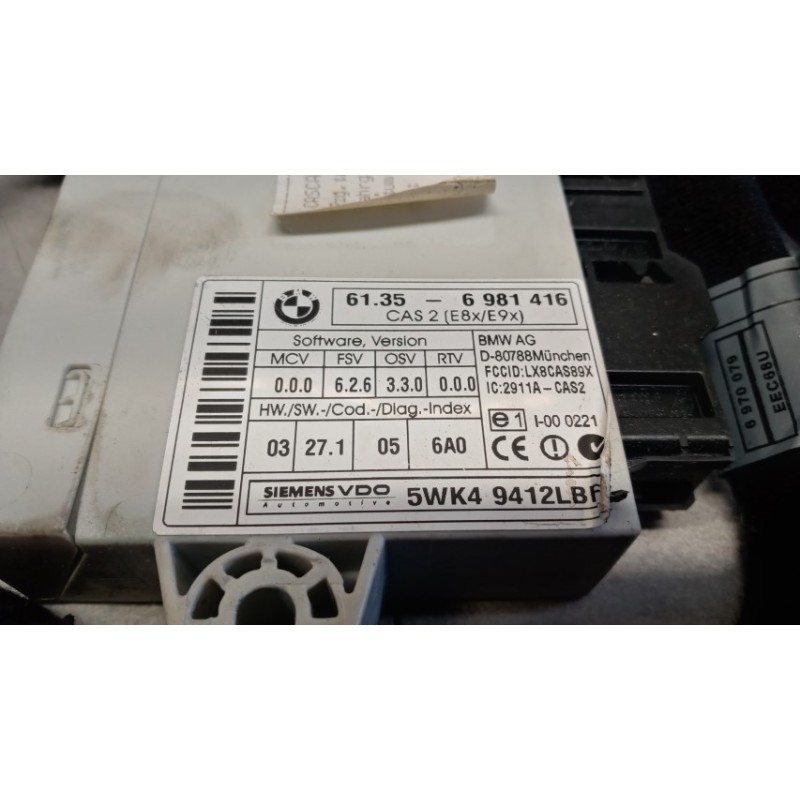 CASCA
61.35 - 6 981 416
CAS 2 (E8x/E9x)
Software, Version
MCV FSV OSV RTV
0.0.0 6.2.6 3.3.0 0.0.0
HW./SW.-/Cod.-/Diag.-Index
03 27.1 05 6A0
BMW AG
D-80788München
FCCID:LX8CAS89X
IC:2911A-CAS2
e1 I-00 0221
CE
SIEMENS VDO
Automotive
5WK4 9412LBF
6 970 079
EEC68U